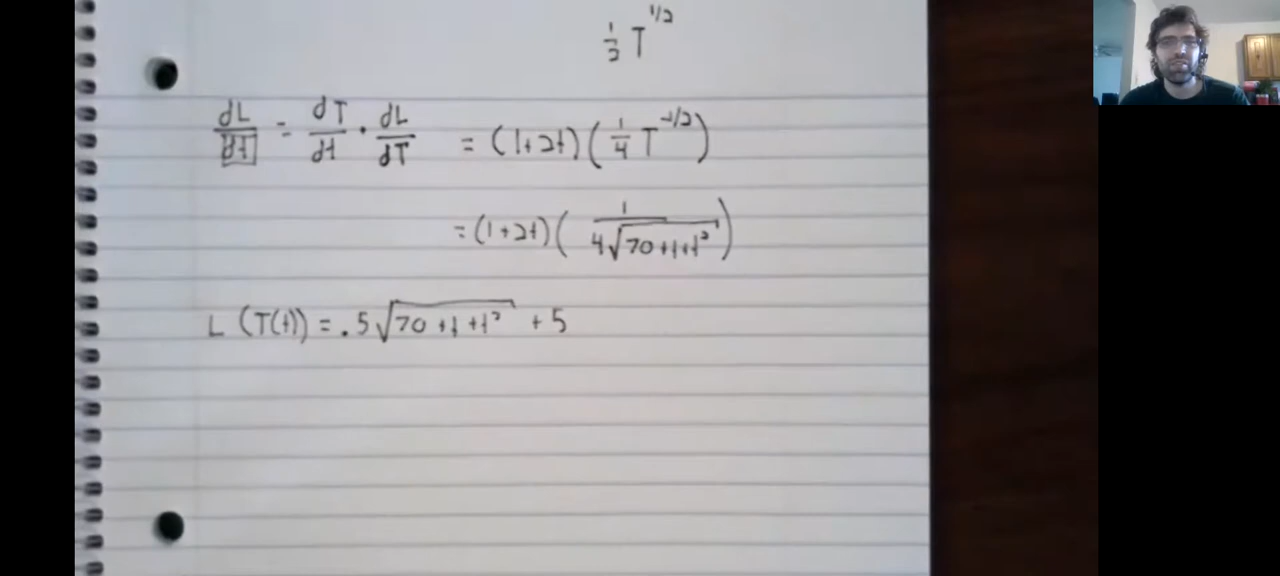 1/2 T^1/2
dL/dt = dT/dt · dL/dT = (1+2t)(1/4 T^-1/2)
= (1+2t)(1/4√70+t+t²)
L(T(t)) = .5√70+t+t² + 5